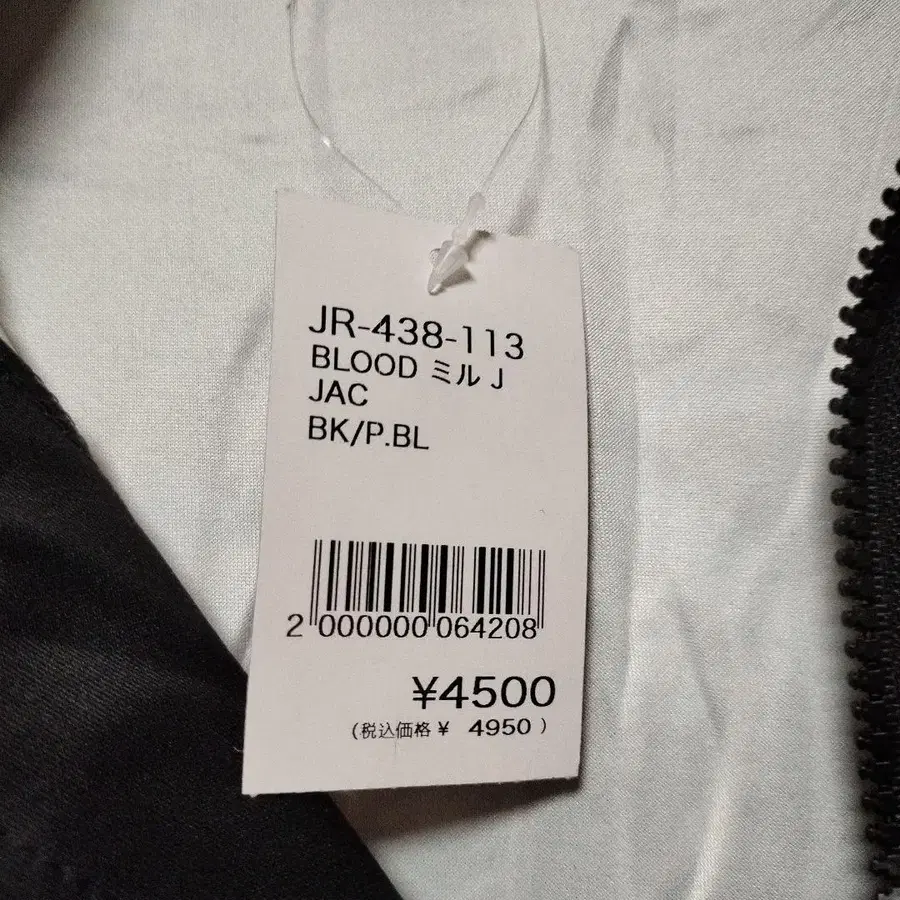 JR-438-113
BLOOD ミル J
JAC
BK/P.BL
2 000000 064208
¥4500
(税込価格 ¥ 4950 )